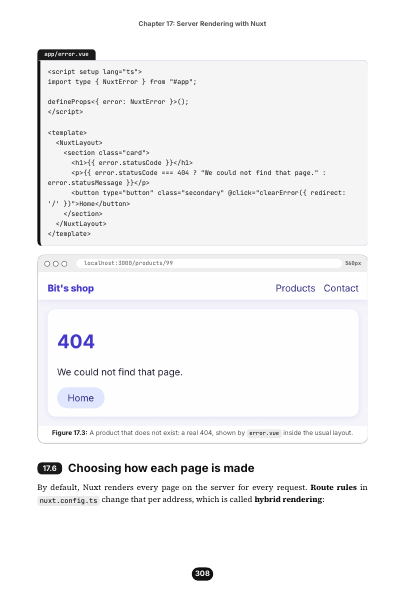 Chapter 17: Server Rendering with Nuxt
app/error.vue
<script setup lang="ts">
import type { NuxtError } from "#app";
defineProps<{ error: NuxtError }>();
</script>
<template>
<NuxtLayout>
<section class="card">
<h1>{{ error.statusCode }}</h1>
<p>{{ error.statusCode === 404 ? "We could not find that page." :
error.statusMessage }}</p>
<button type="button" class="secondary" @click="clearError({ redirect:
'/' })">Home</button>
</section>
</NuxtLayout>
</template>
localhost:3000/products/99 560px
Bit's shop Products Contact
404
We could not find that page.
Home
Figure 17.3: A product that does not exist: a real 404, shown by error.vue inside the usual layout.
17.6 Choosing how each page is made
By default, Nuxt renders every page on the server for every request. Route rules in
nuxt.config.ts change that per address, which is called hybrid rendering:
308